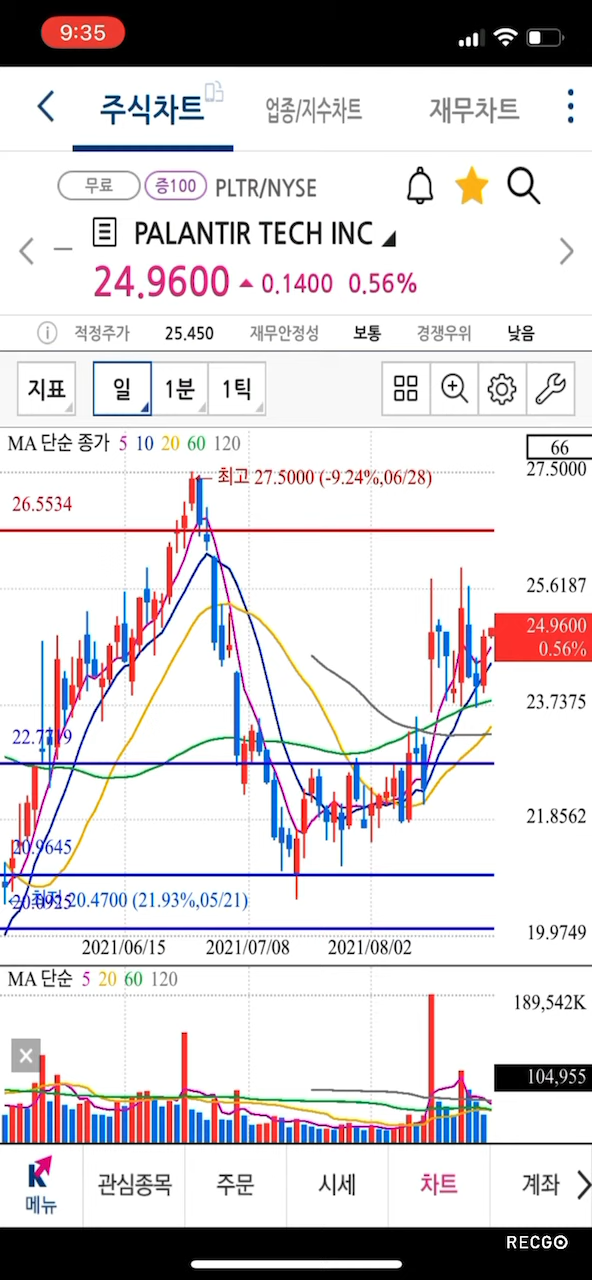 9:35
주식차트 업종/지수차트 재무차트
무료 증100 PLTR/NYSE
PALANTIR TECH INC
24.9600 ▲ 0.1400 0.56%
적정주가 25.450 재무안정성 보통 경쟁우위 낮음
지표 일 1분 1틱
MA 단순 종가 5 10 20 60 120
66
27.5000
최고 27.5000 (-9.24%,06/28)
26.5534
25.6187
24.9600
0.56%
23.7375
22.7719
21.8562
20.9645
최저 20.4700 (21.93%,05/21)
19.9749
2021/06/15 2021/07/08 2021/08/02
MA 단순 5 20 60 120
189,542K
104,955
메뉴 관심종목 주문 시세 차트 계좌
RECGO